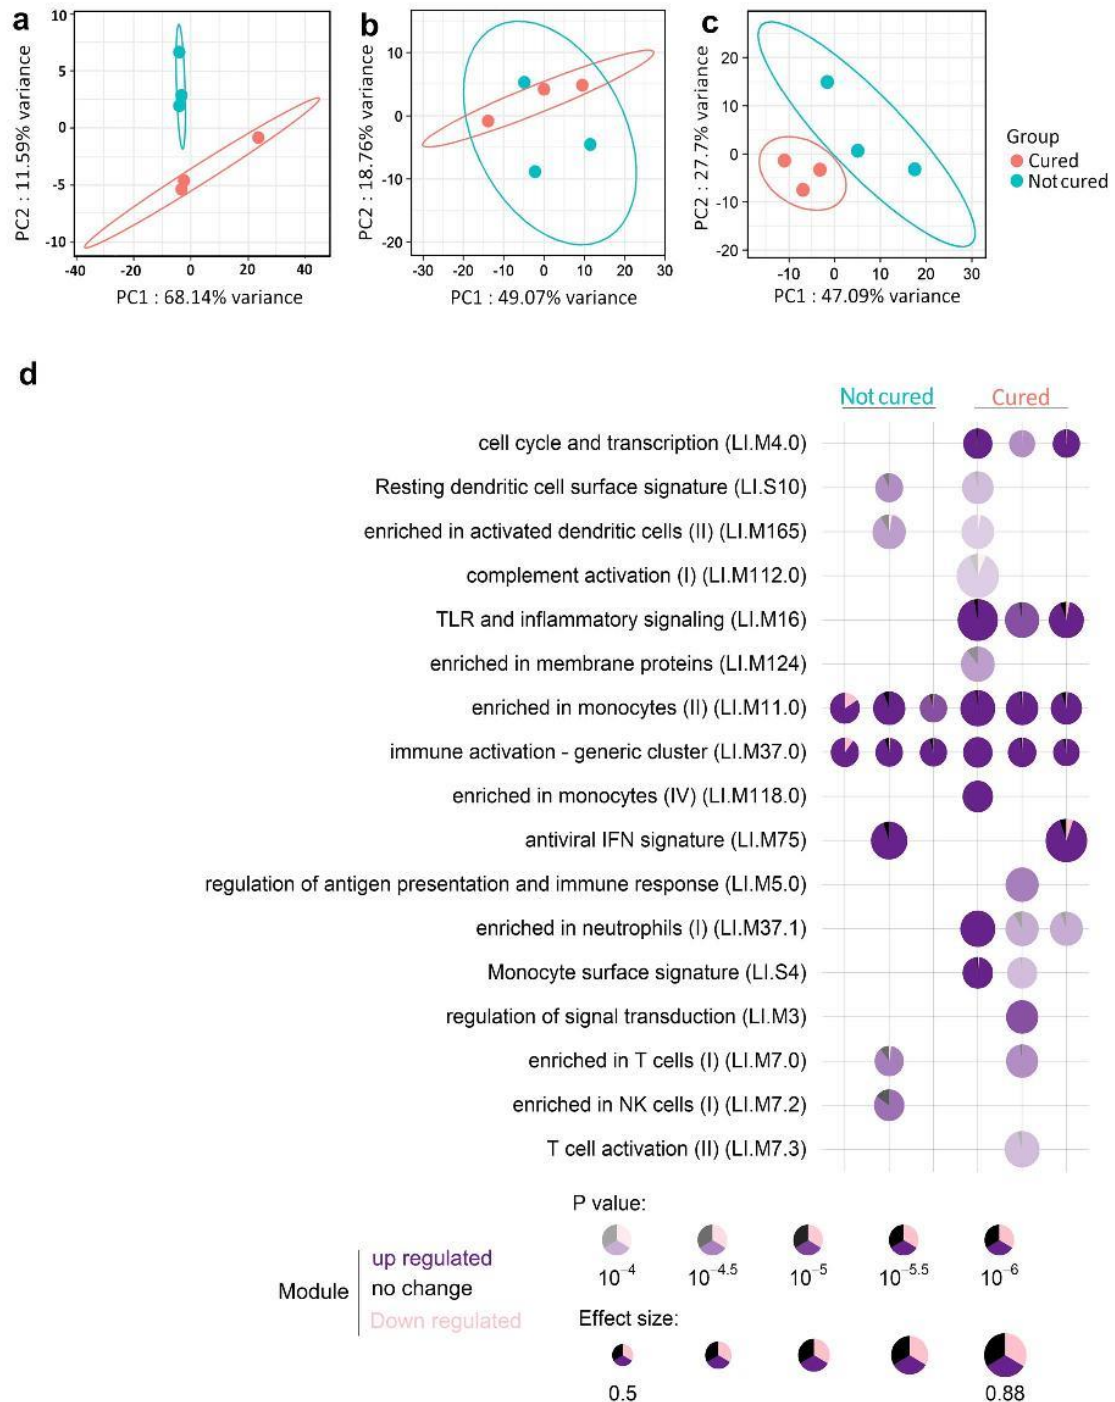 a
10
5
0
-5
-10
-40
-20
0
20
40
PC2 : 11.59% variance
PC1 : 68.14% variance
b
10
0
-10
-20
-30
-20
-10
0
10
20
30
PC2 : 18.76% variance
PC1 : 49.07% variance
c
20
10
0
-10
-20
-10
0
10
20
30
PC2 : 27.7% variance
PC1 : 47.09% variance
Group
Cured
Not cured
d
Not cured
Cured
cell cycle and transcription (LI.M4.0)
Resting dendritic cell surface signature (LI.S10)
enriched in activated dendritic cells (II) (LI.M165)
complement activation (I) (LI.M112.0)
TLR and inflammatory signaling (LI.M16)
enriched in membrane proteins (LI.M124)
enriched in monocytes (II) (LI.M11.0)
immune activation - generic cluster (LI.M37.0)
enriched in monocytes (IV) (LI.M118.0)
antiviral IFN signature (LI.M75)
regulation of antigen presentation and immune response (LI.M5.0)
enriched in neutrophils (I) (LI.M37.1)
Monocyte surface signature (LI.S4)
regulation of signal transduction (LI.M3)
enriched in T cells (I) (LI.M7.0)
enriched in NK cells (I) (LI.M7.2)
T cell activation (II) (LI.M7.3)
P value:
10⁻⁴
10⁻⁴·⁵
10⁻⁵
10⁻⁵·⁵
10⁻⁶
Module
up regulated
no change
Down regulated
Effect size:
0.5
0.88